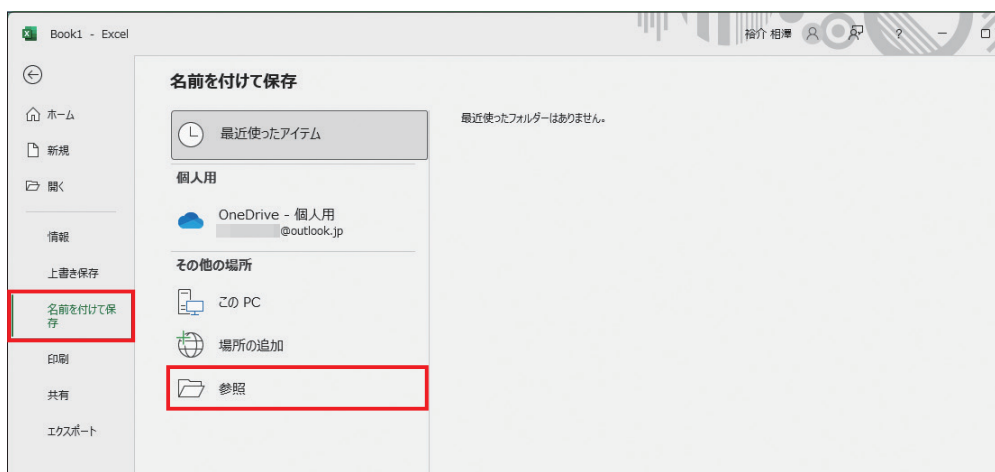 Book1 - Excel
裕介 相澤
?
名前を付けて保存
ホーム
新規
開く
情報
上書き保存
名前を付けて保
存
印刷
共有
エクスポート
最近使ったアイテム
個人用
OneDrive - 個人用
@outlook.jp
その他の場所
この PC
場所の追加
参照
最近使ったフォルダーはありません。